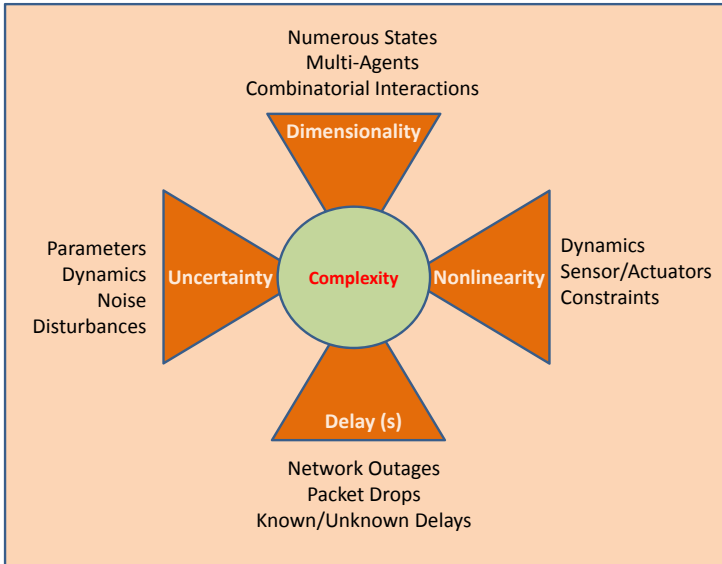 Numerous States
Multi-Agents
Combinatorial Interactions
Dimensionality
Parameters
Dynamics
Noise
Disturbances
Uncertainty
Complexity
Nonlinearity
Dynamics
Sensor/Actuators
Constraints
Delay (s)
Network Outages
Packet Drops
Known/Unknown Delays